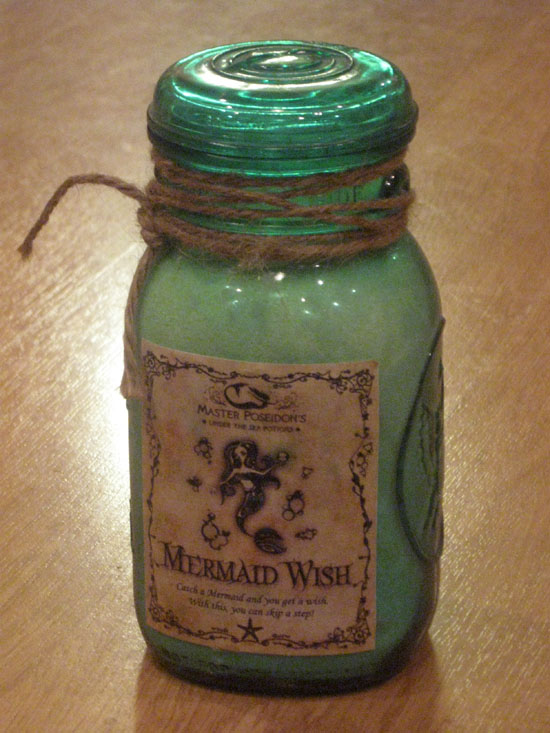 MASTER POSEIDON'S
UNDER THE SEA POTIONS
MERMAID WISH
Catch a Mermaid and you get a wish.
With this, you can skip a step!